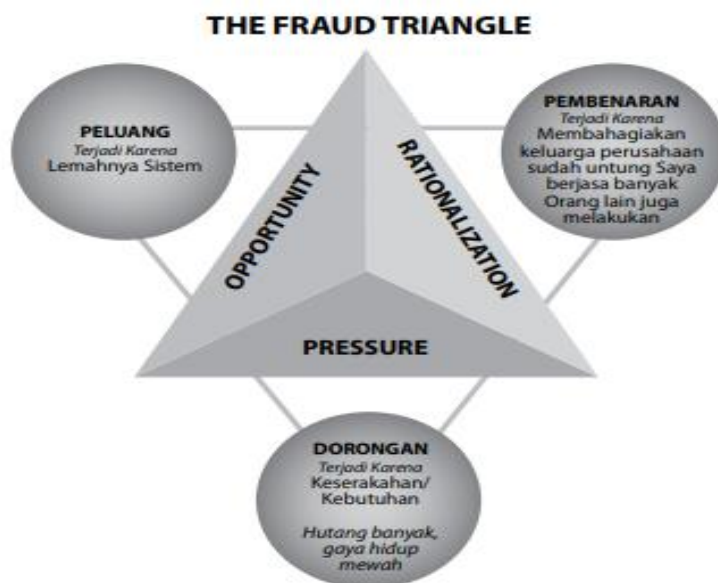 THE FRAUD TRIANGLE
PELUANG
Terjadi Karena
Lemahnya Sistem
PEMBENARAN
Terjadi Karena
Membahagiakan
keluarga perusahaan
sudah untung Saya
berjasa banyak
Orang lain juga
melakukan
OPPORTUNITY
RATIONALIZATION
PRESSURE
DORONGAN
Terjadi Karena
Keserakahan/
Kebutuhan
Hutang banyak,
gaya hidup
mewah